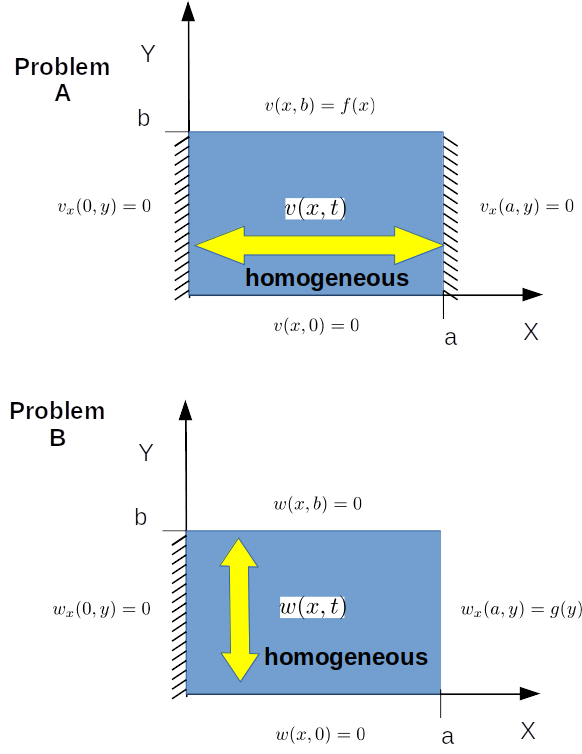 Problem
A
Y
b
v(x, b) = f(x)
v_x(0, y) = 0
v(x, t)
v_x(a, y) = 0
homogeneous
v(x, 0) = 0
a
X
Problem
B
Y
b
w(x, b) = 0
w_x(0, y) = 0
w(x, t)
w_x(a, y) = g(y)
homogeneous
w(x, 0) = 0
a
X